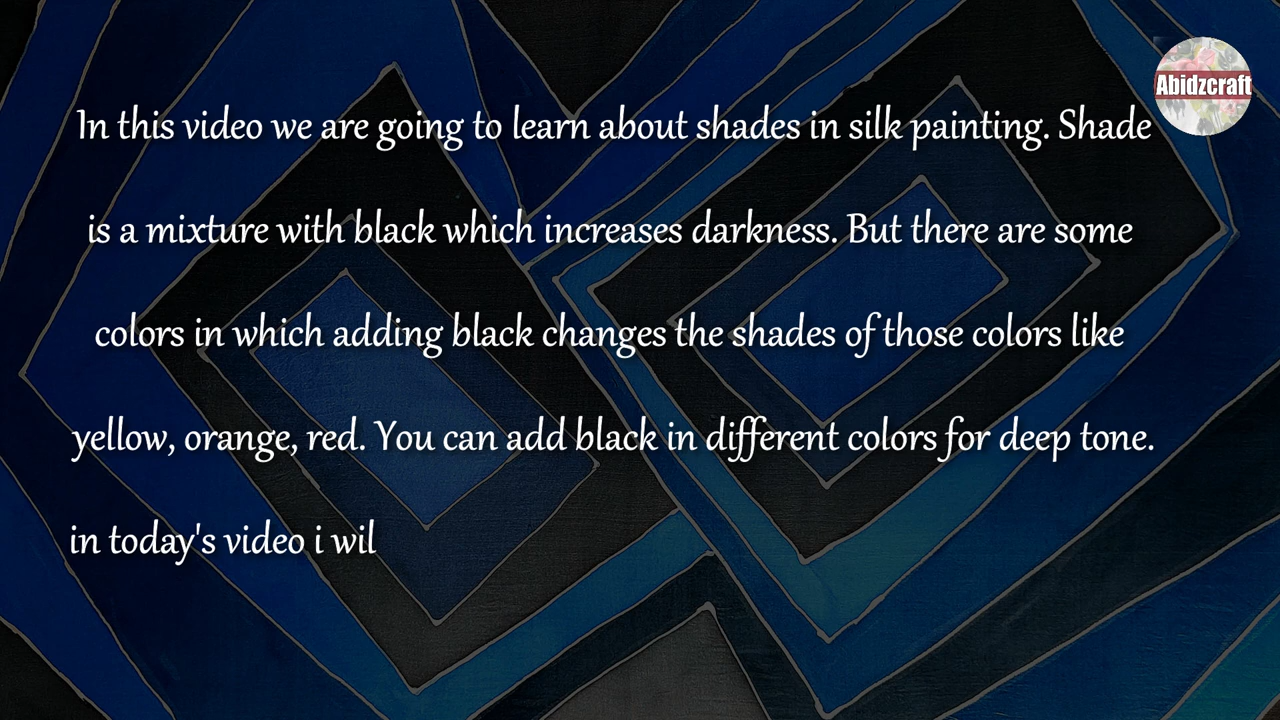 Abidzcraft
In this video we are going to learn about shades in silk painting. Shade
is a mixture with black which increases darkness. But there are some
colors in which adding black changes the shades of those colors like
yellow, orange, red. You can add black in different colors for deep tone.
in today's video i wil